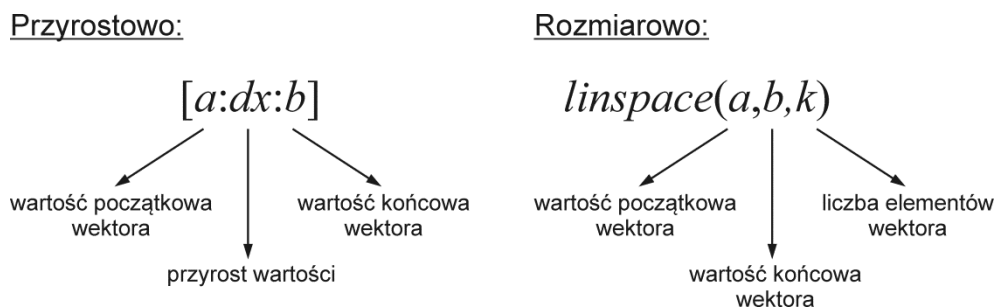 Przyrostowo:
[a:dx:b]
wartość początkowa
wektora
wartość końcowa
wektora
przyrost wartości
Rozmiarowo:
linspace(a,b,k)
wartość początkowa
wektora
liczba elementów
wektora
wartość końcowa
wektora